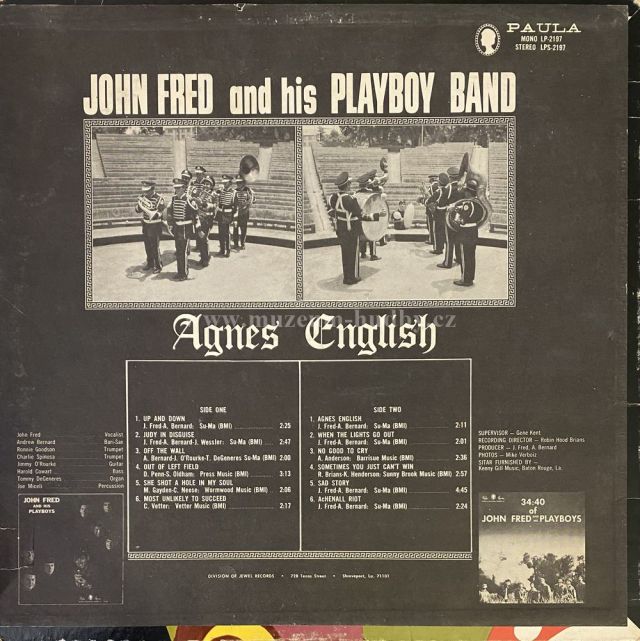 PAULA
MONO LP-2197
STEREO LPS-2197
JOHN FRED and his PLAYBOY BAND
www.muzeum-hudby.cz
Agnes English
SIDE ONE
1. UP AND DOWN
J. Fred-A. Bernard: Su-Ma (BMI) .... 2:25
2. JUDY IN DISGUISE
J. Fred-A. Bernard-J. Wessler: Su-Ma (BMI) ... 2:47
3. OFF THE WALL
A. Bernard-J. O'Rourke-T. DeGeneres Su-Ma (BMI) 2:00
4. OUT OF LEFT FIELD
D. Penn-S. Oldham: Press Music (BMI) .... 3:13
5. SHE SHOT A HOLE IN MY SOUL
M. Gayden-C. Neese: Wormwood Music (BMI) .. 2:06
6. MOST UNLIKELY TO SUCCEED
C. Vetter: Vetter Music (BMI) .... 2:17
SIDE TWO
1. AGNES ENGLISH
J. Fred-A. Bernard: Su-Ma (BMI) .... 2:11
2. WHEN THE LIGHTS GO OUT
J. Fred-A. Bernard: Su-Ma (BMI) .... 2:01
3. NO GOOD TO CRY
A. Anderson: Barrisue Music (BMI) .... 2:36
4. SOMETIMES YOU JUST CAN'T WIN
R. Brians-K. Henderson: Sunny Brook Music (BMI) 2:57
5. SAD STORY
J. Fred-A. Bernard: Su-Ma (BMI) .... 4:45
6. AcHENALL RIOT
J. Fred-A. Bernard: Su-Ma (BMI) .... 2:24
John Fred Vocalist
Andrew Bernard Bari-Sax
Ronnie Goodson Trumpet
Charlie Spinosa Trumpet
Jimmy O'Rourke Guitar
Harold Cowart Bass
Tommy DeGeneres Organ
Joe Miceli Percussion
SUPERVISOR — Gene Kent
RECORDING DIRECTOR — Robin Hood Brians
PRODUCER — J. Fred, A. Bernard
PHOTOS — Mike Verboiz
SITAR FURNISHED BY —
Kenny Gill Music, Baton Rouge, La.
JOHN FRED
AND HIS
PLAYBOYS
34:40
of
JOHN FRED AND HIS PLAYBOYS
DIVISION OF JEWEL RECORDS • 728 Texas Street • Shreveport, La. 71101